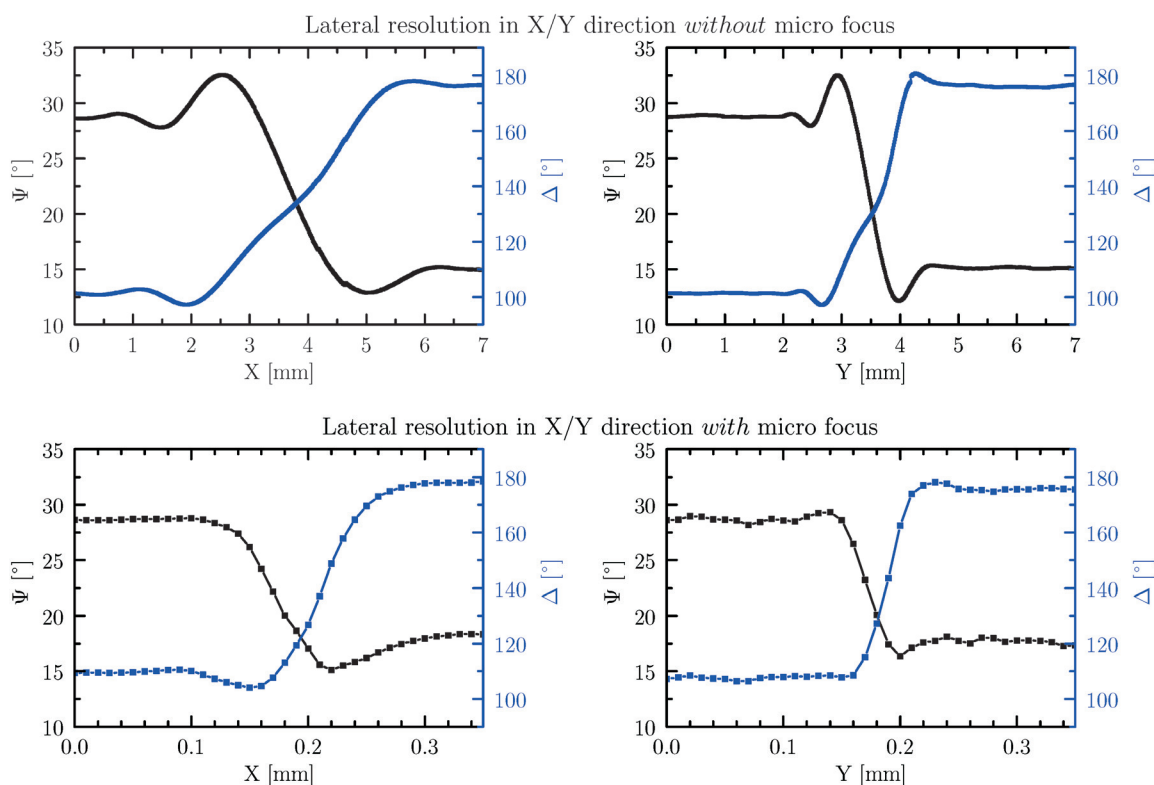 Lateral resolution in X/Y direction without micro focus
35
30
25
20
15
10
Ψ [°]
180
160
140
120
100
Δ [°]
0 1 2 3 4 5 6 7
X [mm]
35
30
25
20
15
10
Ψ [°]
180
160
140
120
100
Δ [°]
0 1 2 3 4 5 6 7
Y [mm]
Lateral resolution in X/Y direction with micro focus
35
30
25
20
15
10
Ψ [°]
180
160
140
120
100
Δ [°]
0.0 0.1 0.2 0.3
X [mm]
35
30
25
20
15
10
Ψ [°]
180
160
140
120
100
Δ [°]
0.0 0.1 0.2 0.3
Y [mm]